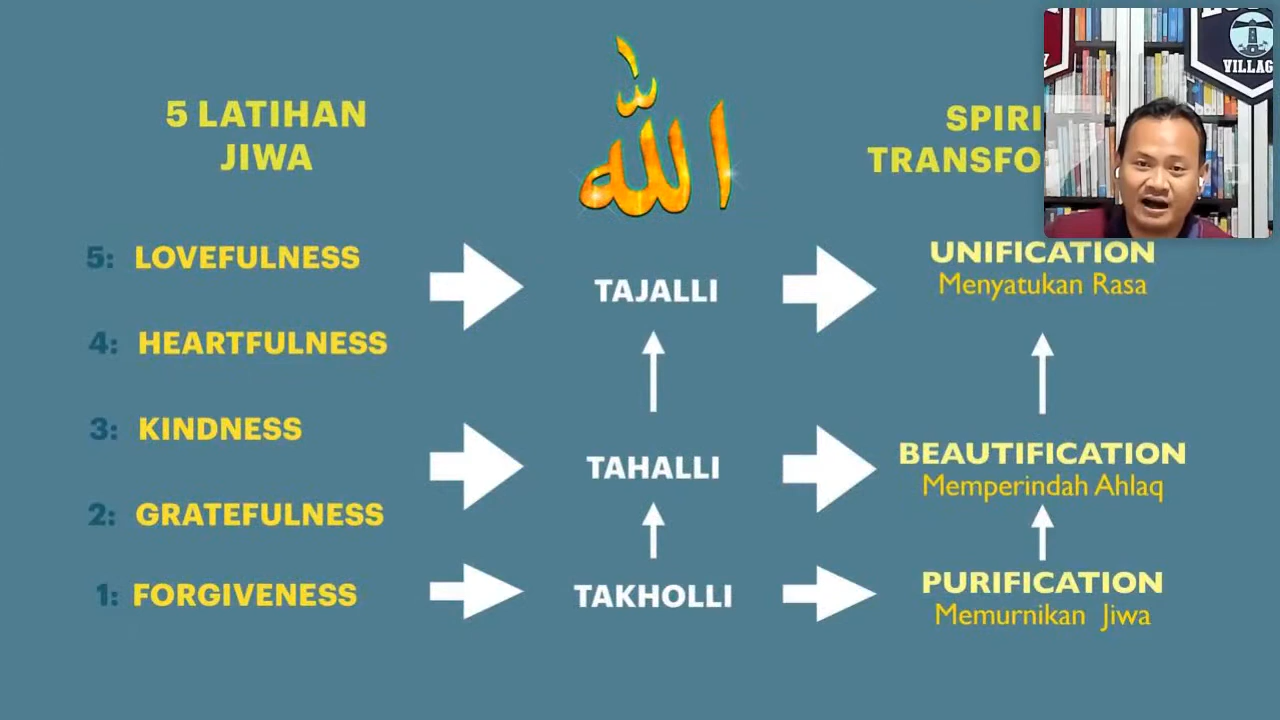 5 LATIHAN
JIWA
الله
SPIRI
TRANSFO
VILLAG
5: LOVEFULNESS
TAJALLI
UNIFICATION
Menyatukan Rasa
4: HEARTFULNESS
3: KINDNESS
TAHALLI
BEAUTIFICATION
Memperindah Ahlaq
2: GRATEFULNESS
1: FORGIVENESS
TAKHOLLI
PURIFICATION
Memurnikan Jiwa